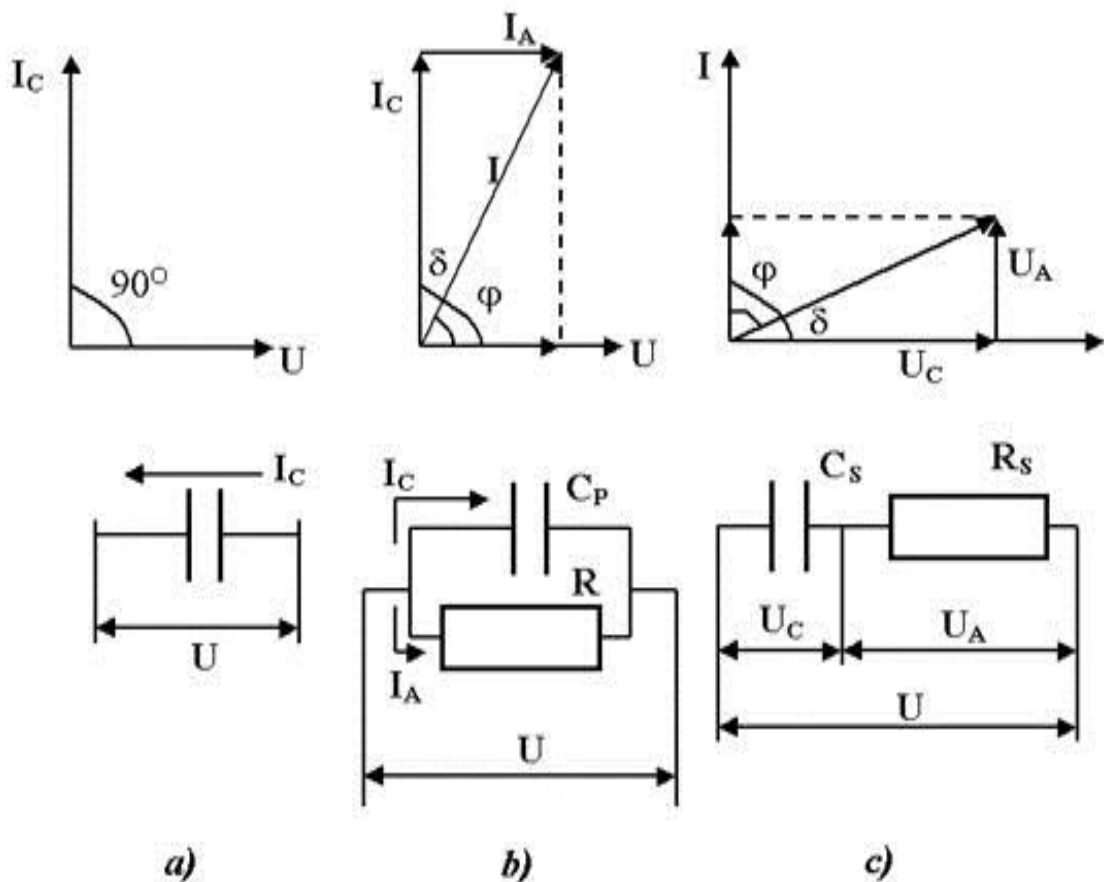 I_C
90°
U
I_A
I_C
I
δ
φ
U
I
φ
δ
U_A
U_C
I_C
U
I_C
C_P
R
I_A
U
C_S
R_S
U_C
U_A
U
a)
b)
c)